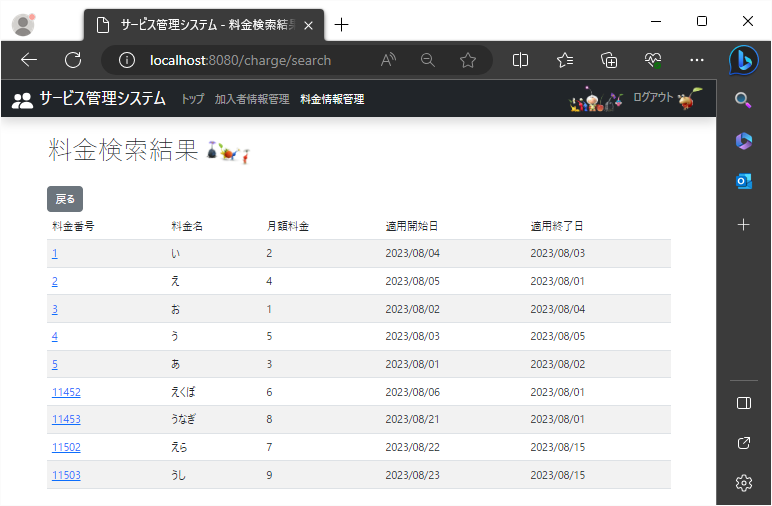 サービス管理システム - 料金検索結果
localhost:8080/charge/search
サービス管理システム トップ 加入者情報管理 料金情報管理 ログアウト
料金検索結果
戻る
料金番号 料金名 月額料金 適用開始日 適用終了日
1 い 2 2023/08/04 2023/08/03
2 え 4 2023/08/05 2023/08/01
3 お 1 2023/08/02 2023/08/04
4 う 5 2023/08/03 2023/08/05
5 あ 3 2023/08/01 2023/08/02
11452 えくぼ 6 2023/08/06 2023/08/01
11453 うなぎ 8 2023/08/21 2023/08/01
11502 えら 7 2023/08/22 2023/08/15
11503 うし 9 2023/08/23 2023/08/15